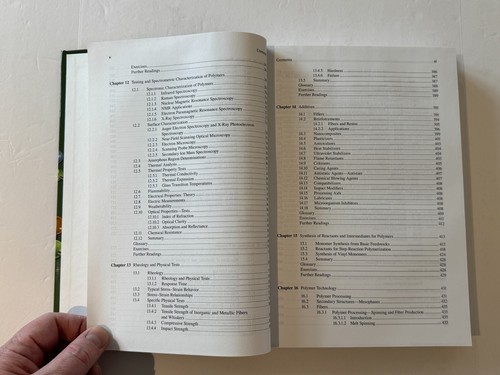 Exercises
Further Readings
Chapter 12 Testing and Spectrometric Characterization of Polymers
12.1 Spectronic Characterization of Polymers
12.1.1 Infrared Spectroscopy
12.1.2 Raman Spectroscopy
12.1.3 Nuclear Magnetic Resonance Spectroscopy
12.1.4 NMR Applications
12.1.5 Electron Paramagnetic Resonance Spectroscopy
12.1.6 X-Ray Spectroscopy
12.2 Surface Characterization
12.2.1 Auger Electron Spectroscopy and X-Ray Photoelectron
Spectroscopy
12.2.2 Near-Field Scanning Optical Microscopy
12.2.3 Electron Microscopy
12.2.4 Scanning Probe Microscopy
12.2.5 Secondary Ion Mass Spectroscopy
12.3 Amorphous Region Determinations
12.4 Thermal Analysis
12.5 Thermal Property Tests
12.5.1 Thermal Conductivity
12.5.2 Thermal Expansion
12.5.3 Glass Transition Temperatures
12.6 Flammability
12.7 Electrical Properties: Theory
12.8 Electric Measurements
12.9 Weatherability
12.10 Optical Properties—Tests
12.10.1 Index of Refraction
12.10.2 Optical Clarity
12.10.3 Absorption and Reflectance
12.11 Chemical Resistance
12.12 Summary
Glossary
Exercises
Further Readings
Chapter 13 Rheology and Physical Tests
13.1 Rheology
13.1.1 Rheology and Physical Tests
13.1.2 Response Time
13.2 Typical Stress–Strain Behavior
13.3 Stress–Strain Relationships
13.4 Specific Physical Tests
13.4.1 Tensile Strength
13.4.2 Tensile Strength of Inorganic and Metallic Fibers
and Whiskers
13.4.3 Compressive Strength
13.4.4 Impact Strength
Contents xi
13.4.5 Hardness
13.4.6 Failure
13.5 Summary
Glossary
Exercises
Further Readings
Chapter 14 Additives
14.1 Fillers
14.2 Reinforcements
14.2.1 Fibers and Resins
14.2.2 Applications
14.3 Nanocomposites
14.4 Plasticizers
14.5 Antioxidants
14.6 Heat Stabilizers
14.7 Ultraviolet Stabilizers
14.8 Flame Retardants
14.9 Colorants
14.10 Curing Agents
14.11 Antistatic Agents—Antistats
14.12 Chemical Blowing Agents
14.13 Compatibilizers
14.14 Impact Modifiers
14.15 Processing Aids
14.16 Lubricants
14.17 Microorganism Inhibitors
14.18 Summary
Glossary
Exercises
Further Readings
Chapter 15 Synthesis of Reactants and Intermediates for Polymers
15.1 Monomer Synthesis from Basic Feedstocks
15.2 Reactants for Step-Reaction Polymerization
15.3 Synthesis of Vinyl Monomers
15.4 Summary
Glossary
Exercises
Further Readings
Chapter 16 Polymer Technology
16.1 Polymer Processing
16.2 Secondary Structures—Mesophases
16.3 Fibers
16.3.1 Polymer Processing—Spinning and Fiber Production
16.3.1.1 Introduction
16.3.1.2 Melt Spinning